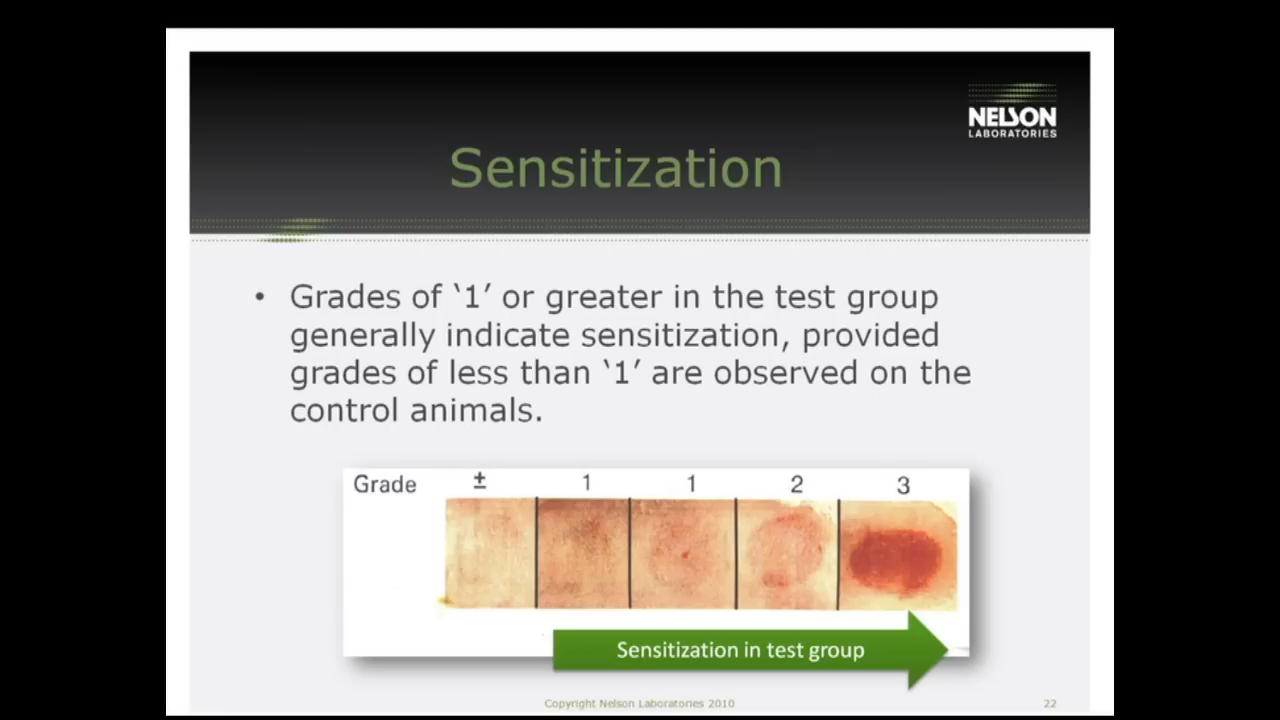 NELSON
LABORATORIES
Sensitization
• Grades of ‘1’ or greater in the test group
generally indicate sensitization, provided
grades of less than ‘1’ are observed on the
control animals.
Grade ± 1 1 2 3
Sensitization in test group
Copyright Nelson Laboratories 2010 22